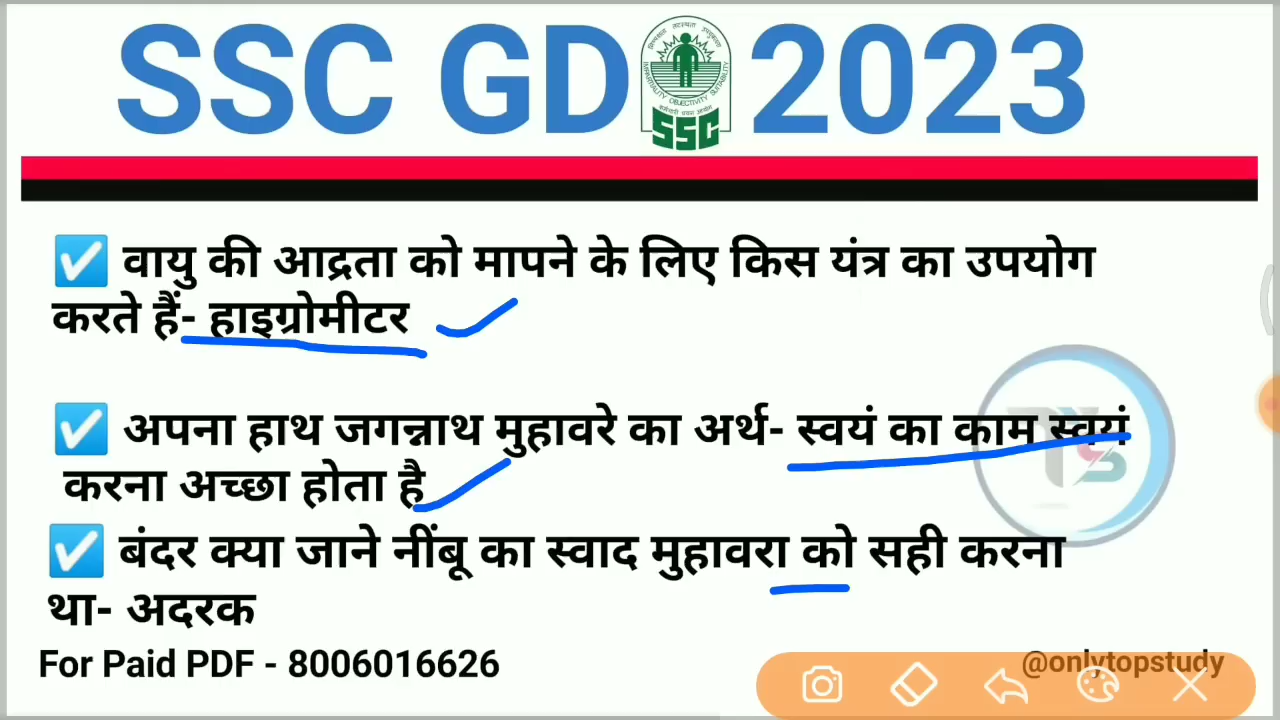 SSC GD 2023
SSC
वायु की आद्रता को मापने के लिए किस यंत्र का उपयोग
करते हैं- हाइग्रोमीटर
अपना हाथ जगन्नाथ मुहावरे का अर्थ- स्वयं का काम स्वयं
करना अच्छा होता है
बंदर क्या जाने नींबू का स्वाद मुहावरा को सही करना
था- अदरक
For Paid PDF - 8006016626
@onlytopstudy